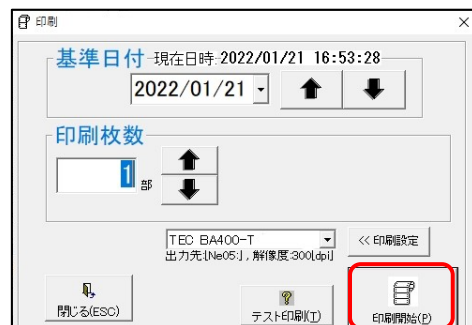 印刷
基準日付 現在日時 2022/01/21 16:53:28
2022/01/21
印刷枚数
1 部
TEC BA400-T
<< 印刷設定
出力先:[Ne05:] , 解像度:300[dpi]
閉じる(ESC)
テスト印刷(T)
印刷開始(P)